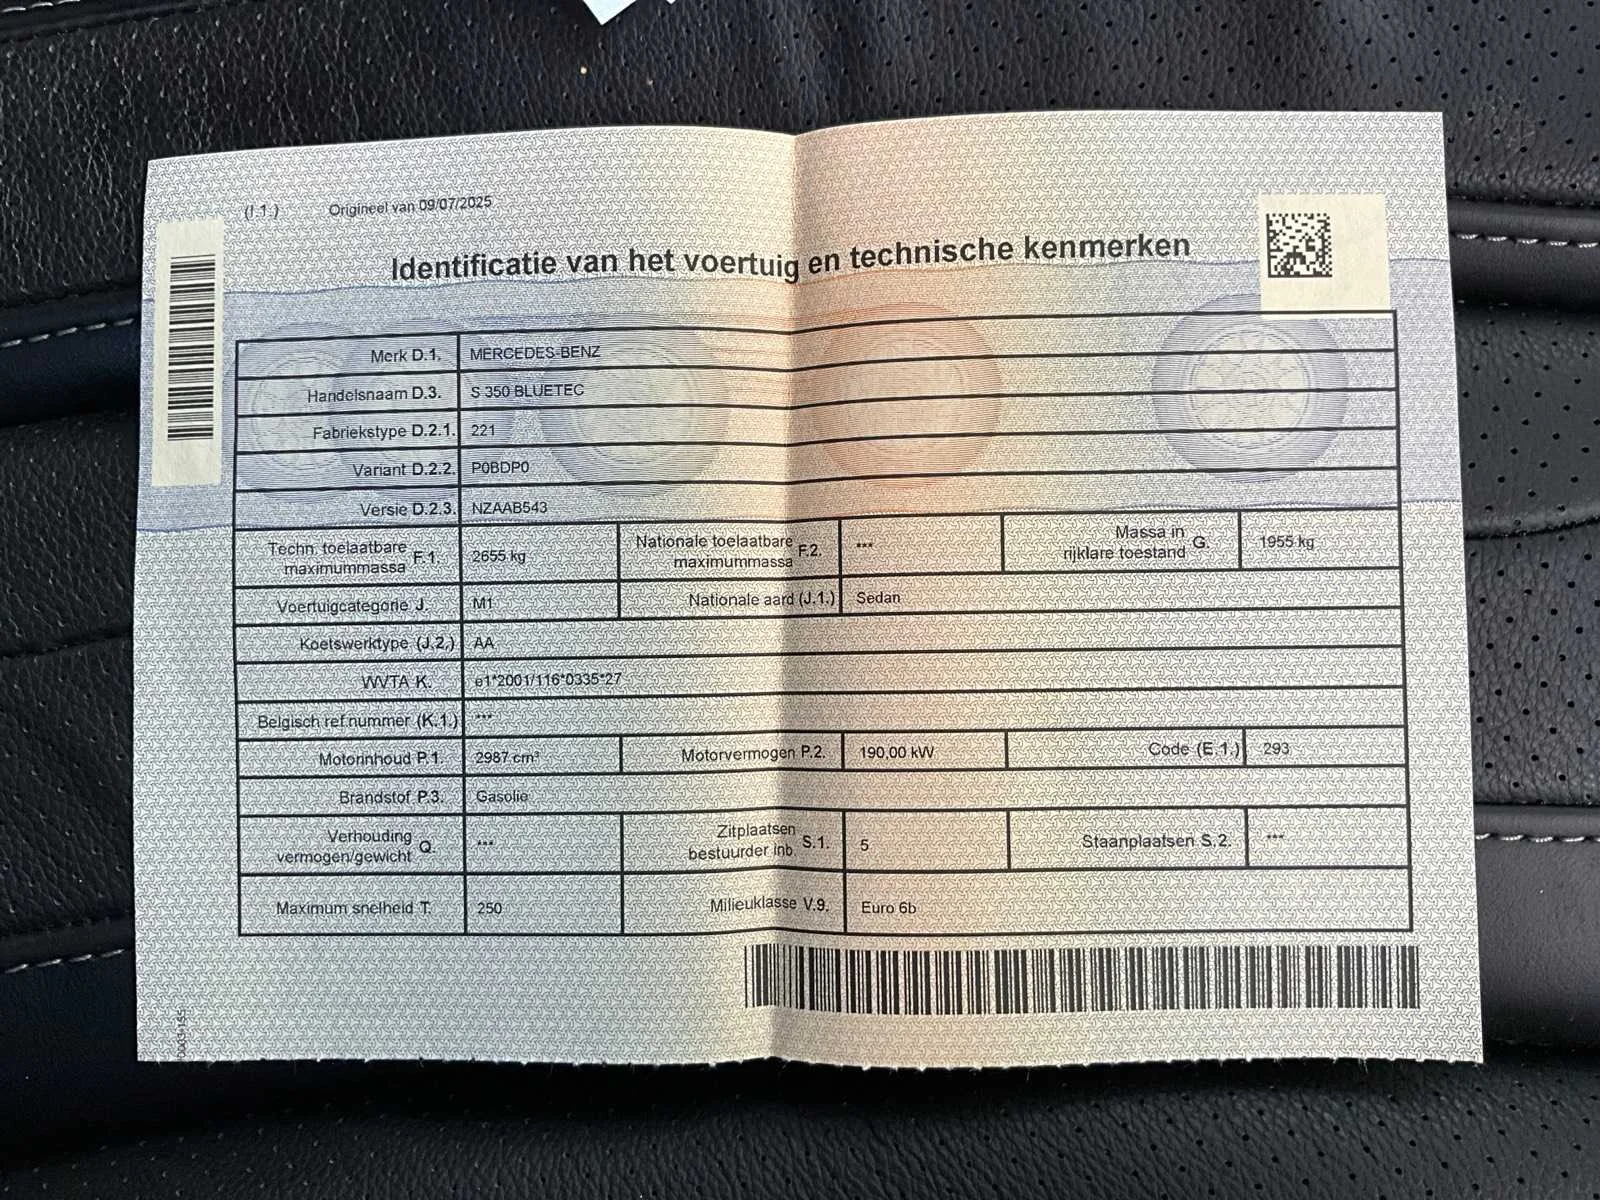 (I.1.) Origineel van 09/07/2025
Identificatie van het voertuig en technische kenmerken
Merk D.1. MERCEDES-BENZ
Handelsnaam D.3. S 350 BLUETEC
Fabriekstype D.2.1. 221
Variant D.2.2. P0BDP0
Versie D.2.3. NZAAB543
Techn. toelaatbare maximummassa F.1. 2655 kg Nationale toelaatbare maximummassa F.2. *** Massa in rijklare toestand G. 1955 kg
Voertuigcategorie J. M1 Nationale aard (J.1.) Sedan
Koetswerktype (J.2.) AA
WVTA K. e1*2001/116*0335*27
Belgisch ref.nummer (K.1.) ***
Motorinhoud P.1. 2987 cm³ Motorvermogen P.2. 190,00 kW Code (E.1.) 293
Brandstof P.3. Gasolie
Verhouding vermogen/gewicht Q. *** Zitplaatsen bestuurder inb. S.1. 5 Staanplaatsen S.2. ***
Maximum snelheid T. 250 Milieuklasse V.9. Euro 6b